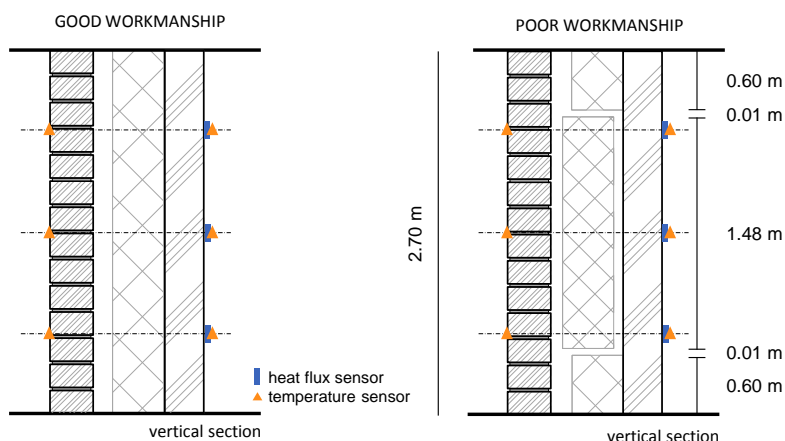 GOOD WORKMANSHIP
heat flux sensor
temperature sensor
vertical section
POOR WORKMANSHIP
2.70 m
0.60 m
0.01 m
1.48 m
0.01 m
0.60 m
vertical section